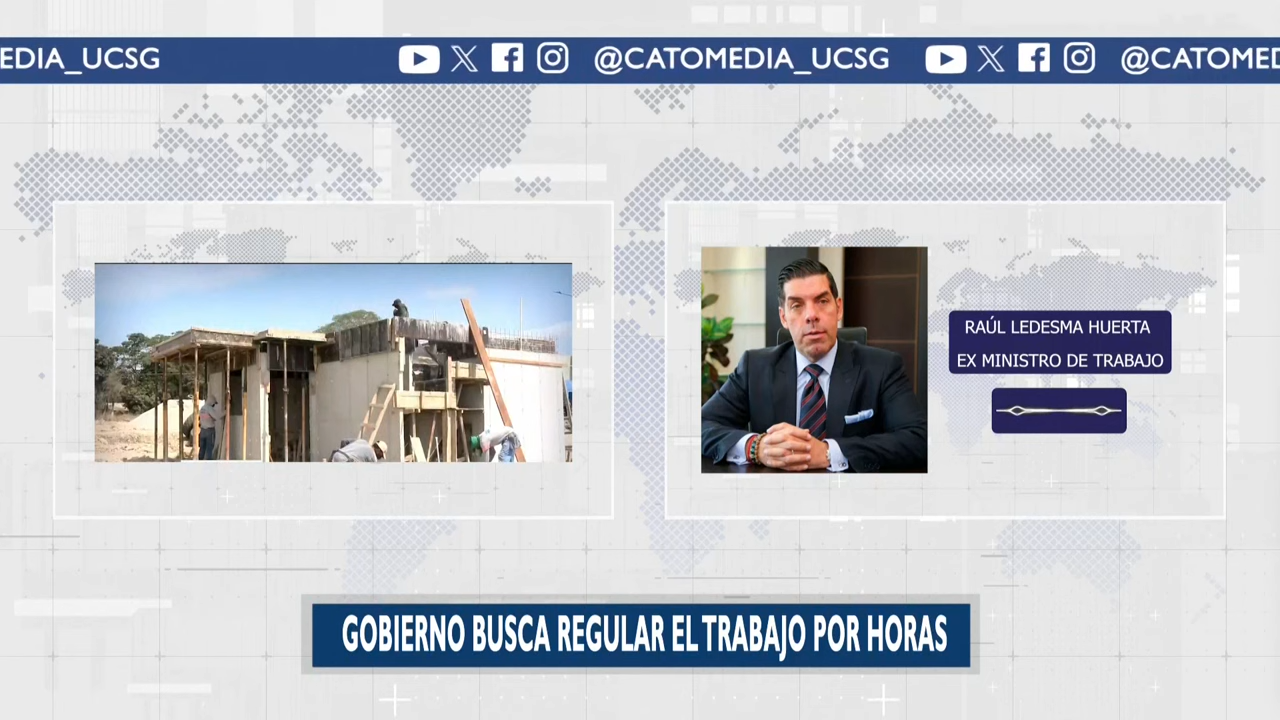 EDIA_UCSG @CATOMEDIA_UCSG @CATOMED
RAÚL LEDESMA HUERTA
EX MINISTRO DE TRABAJO
GOBIERNO BUSCA REGULAR EL TRABAJO POR HORAS